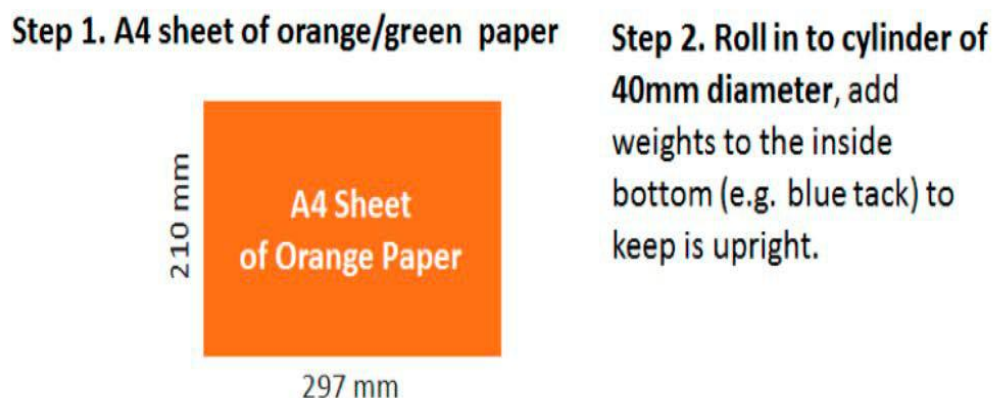 Step 1. A4 sheet of orange/green paper
210 mm
A4 Sheet
of Orange Paper
297 mm
Step 2. Roll in to cylinder of
40mm diameter, add
weights to the inside
bottom (e.g. blue tack) to
keep is upright.